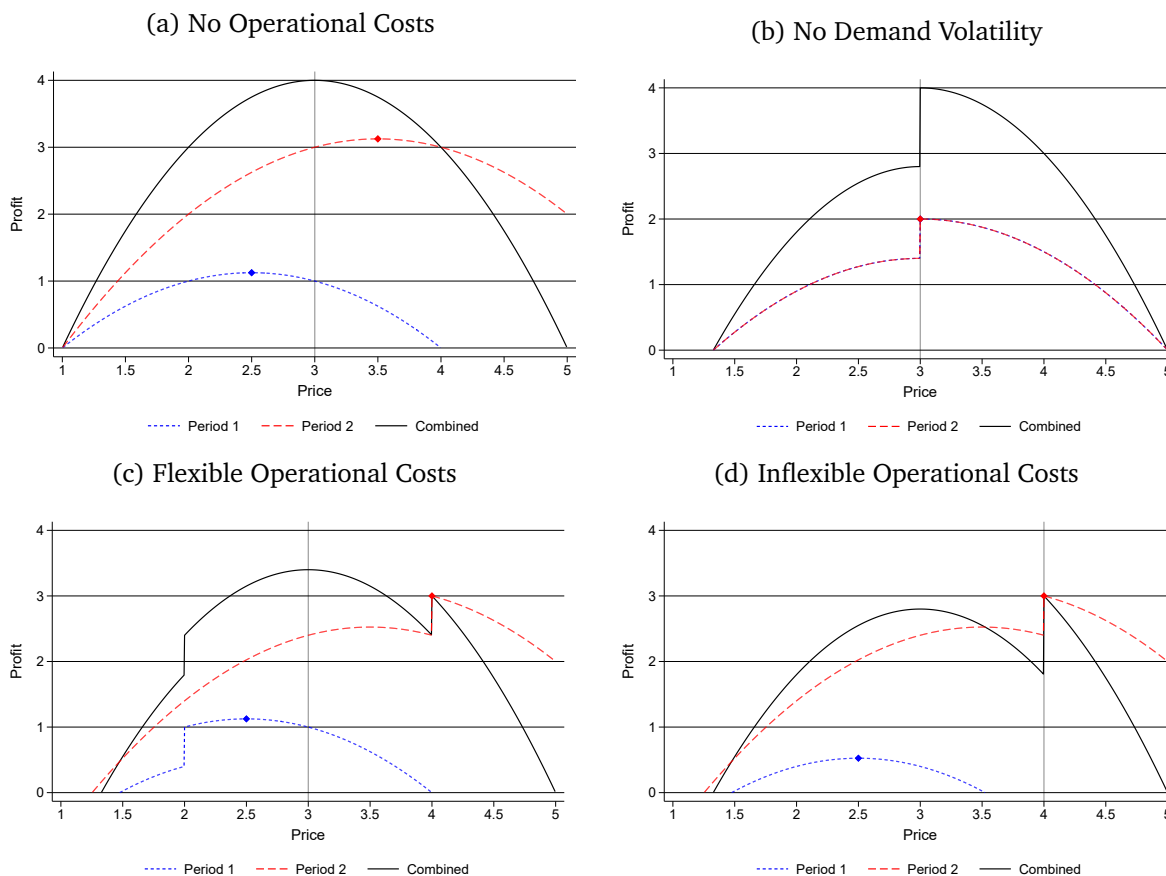 (a) No Operational Costs
4
3
2
1
0
Profit
1 1.5 2 2.5 3 3.5 4 4.5 5
Price
Period 1 Period 2 Combined
(b) No Demand Volatility
4
3
2
1
0
Profit
1 1.5 2 2.5 3 3.5 4 4.5 5
Price
Period 1 Period 2 Combined
(c) Flexible Operational Costs
4
3
2
1
0
Profit
1 1.5 2 2.5 3 3.5 4 4.5 5
Price
Period 1 Period 2 Combined
(d) Inflexible Operational Costs
4
3
2
1
0
Profit
1 1.5 2 2.5 3 3.5 4 4.5 5
Price
Period 1 Period 2 Combined